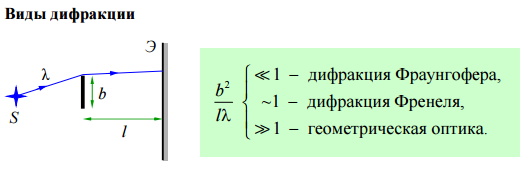 Виды дифракции
Э
λ
b
S
l
b²/lλ
≪ 1 – дифракция Фраунгофера,
~1 – дифракция Френеля,
≫ 1 – геометрическая оптика.